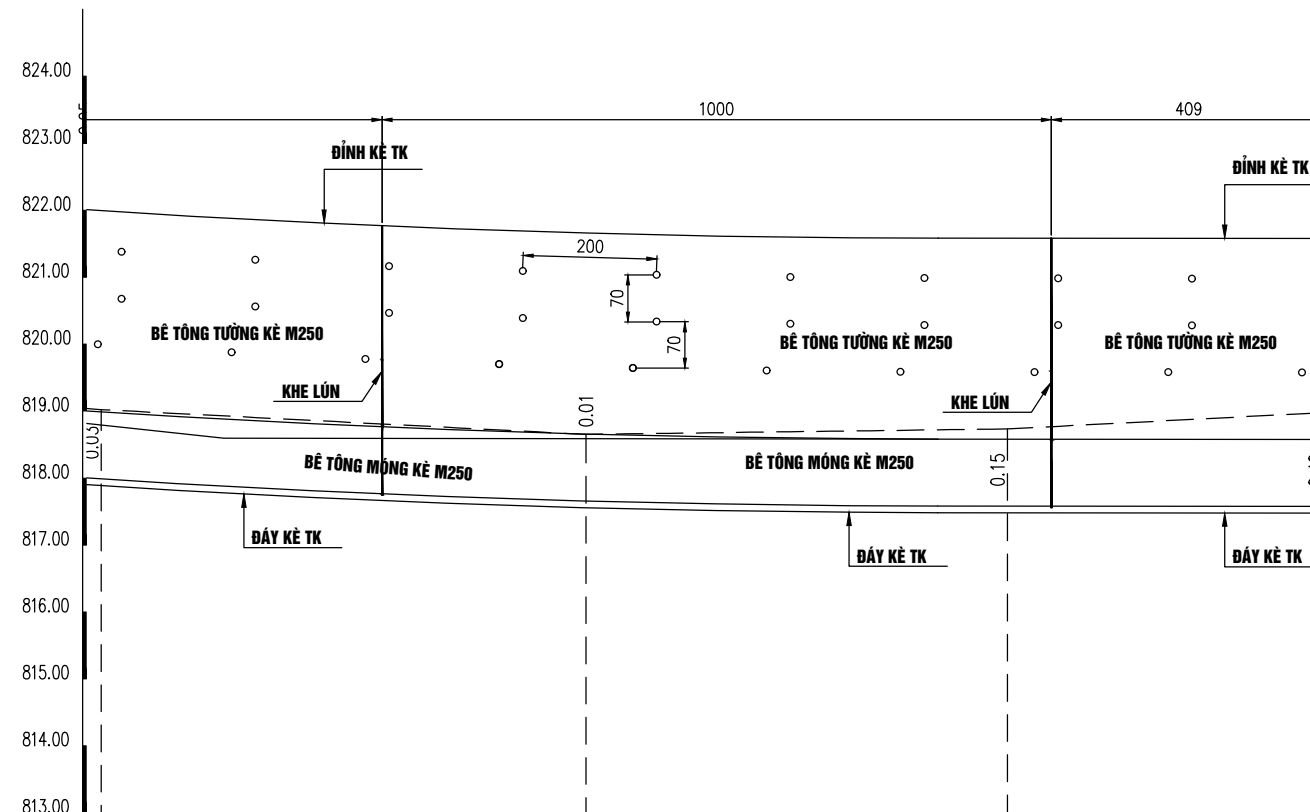 824.00
1000
409
823.00
ĐỈNH KÈ TK
ĐỈNH KÈ TK
822.00
200
821.00
70
820.00
BÊ TÔNG TƯỜNG KÈ M250
70
BÊ TÔNG TƯỜNG KÈ M250
BÊ TÔNG TƯỜNG KÈ M250
KHE LÚN
KHE LÚN
819.00
0.03
0.01
0.15
818.00
BÊ TÔNG MÓNG KÈ M250
BÊ TÔNG MÓNG KÈ M250
817.00
ĐÁY KÈ TK
ĐÁY KÈ TK
ĐÁY KÈ TK
816.00
815.00
814.00
813.00